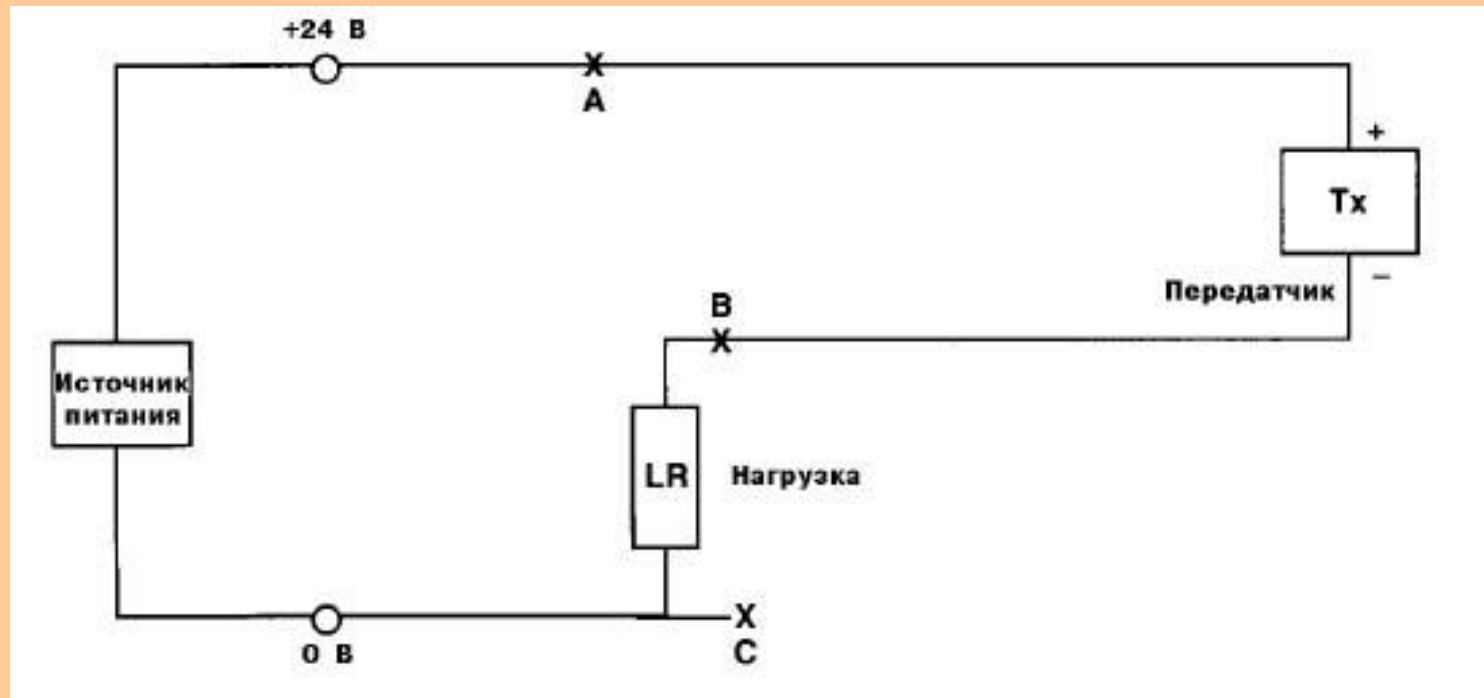 +24 В
X
A
+
Tx
–
Передатчик
B
X
Источник
питания
LR
Нагрузка
X
C
0 В